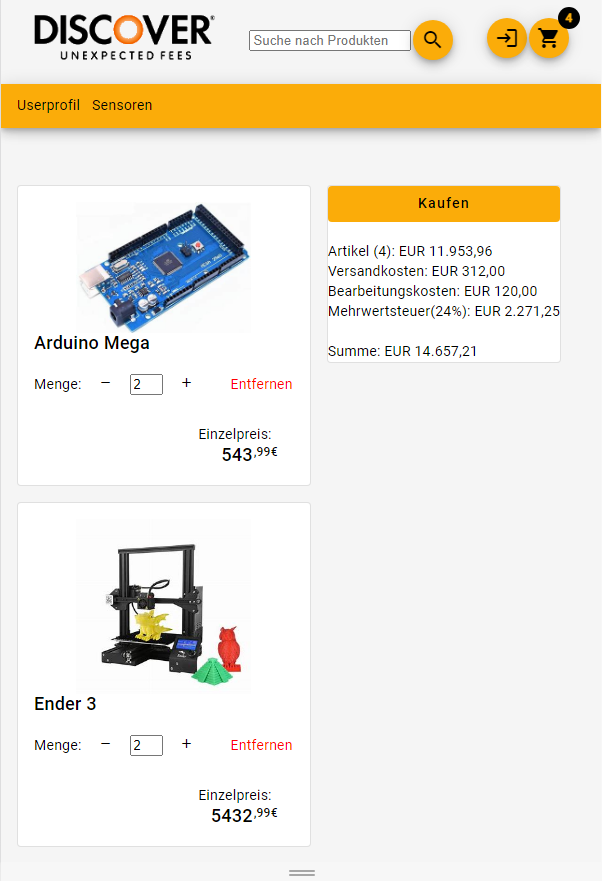 DISCOVER®
UNEXPECTED FEES
Suche nach Produkten
4
Userprofil Sensoren
Arduino Mega
Menge: − 2 + Entfernen
Einzelpreis:
543,99€
Ender 3
Menge: − 2 + Entfernen
Einzelpreis:
5432,99€
Kaufen
Artikel (4): EUR 11.953,96
Versandkosten: EUR 312,00
Bearbeitungskosten: EUR 120,00
Mehrwertsteuer(24%): EUR 2.271,25
Summe: EUR 14.657,21